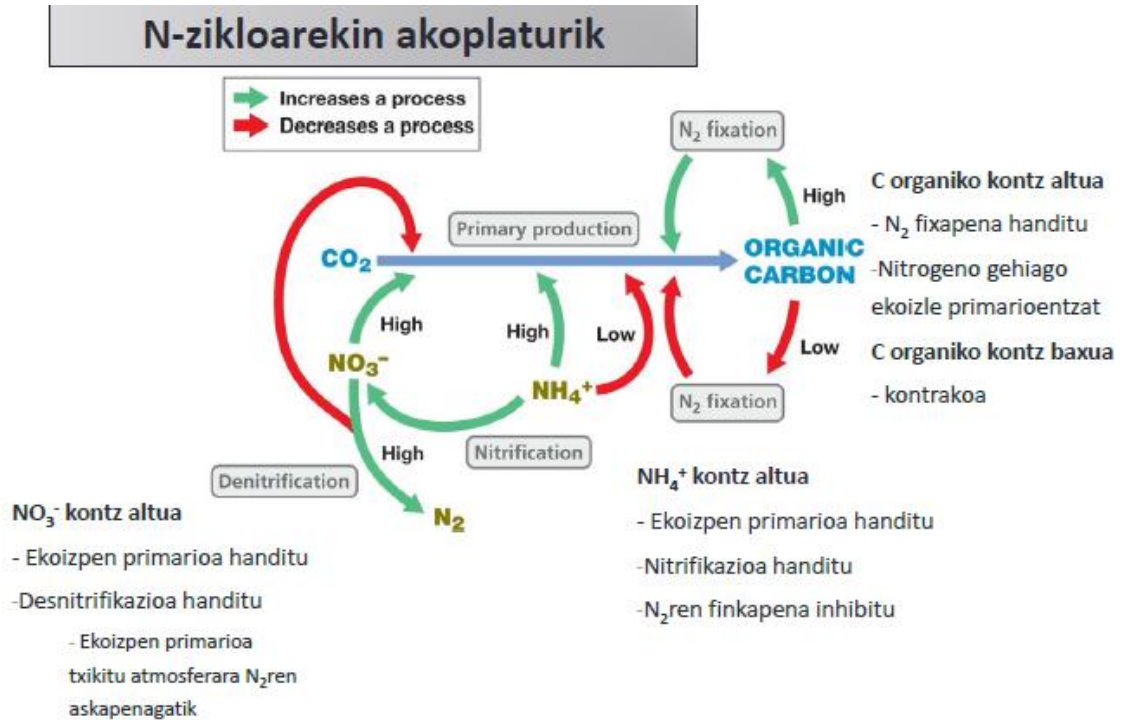 N-zikloarekin akoplaturik
Increases a process
Decreases a process
N₂ fixation
High
Primary production
CO₂
ORGANIC
CARBON
High
High
Low
Low
NO₃⁻
NH₄⁺
N₂ fixation
High
Nitrification
Denitrification
N₂
C organiko kontz altua
- N₂ fixapena handitu
-Nitrogeno gehiago
ekoizle primarioentzat
C organiko kontz baxua
- kontrakoa
NH₄⁺ kontz altua
- Ekoizpen primarioa handitu
-Nitrifikazioa handitu
-N₂ren finkapena inhibitu
NO₃⁻ kontz altua
- Ekoizpen primarioa handitu
-Desnitrifikazioa handitu
- Ekoizpen primarioa
txikitu atmosferara N₂ren
askapenagatik